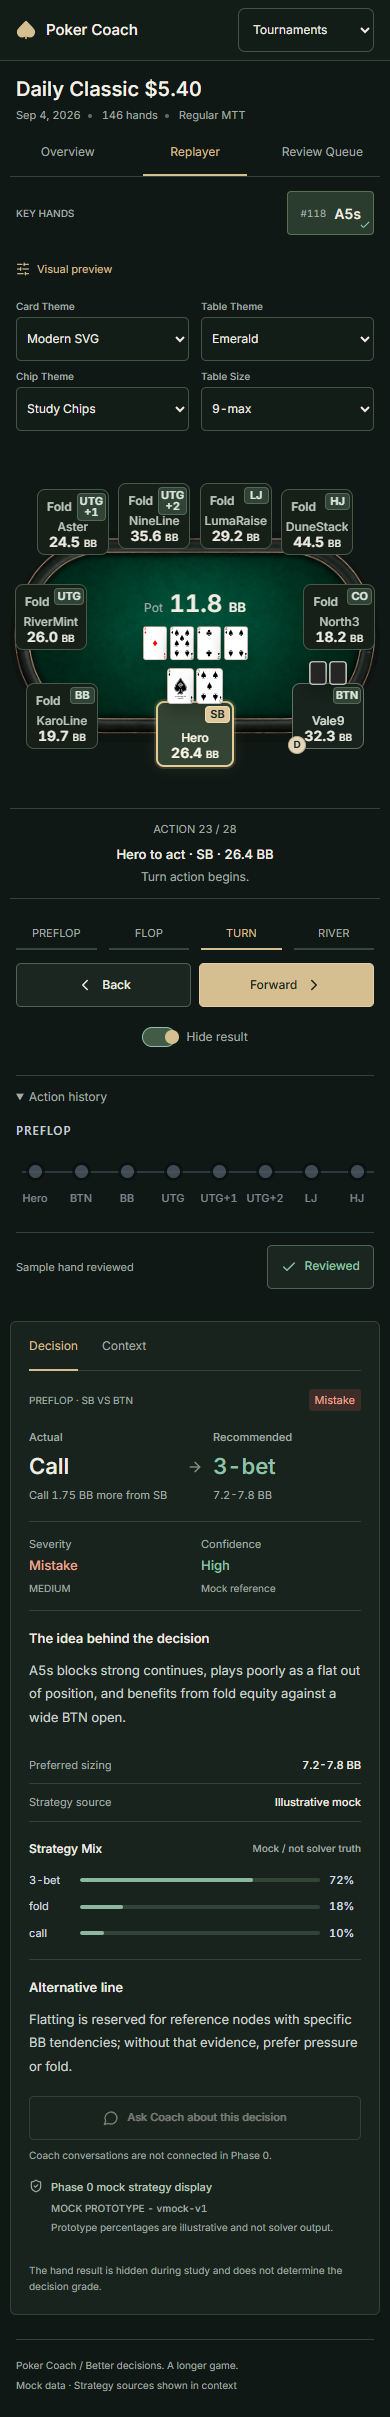 Poker Coach
Tournaments
Daily Classic $5.40
Sep 4, 2026 • 146 hands • Regular MTT
Overview
Replayer
Review Queue
KEY HANDS
#118 A5s
Visual preview
Card Theme
Table Theme
Modern SVG
Emerald
Chip Theme
Table Size
Study Chips
9-max
Fold UTG+1
Aster
24.5 BB
Fold UTG+2
NineLine
35.6 BB
Fold LJ
LumaRaise
29.2 BB
Fold HJ
DuneStack
44.5 BB
Fold UTG
RiverMint
26.0 BB
Pot 11.8 BB
Fold CO
North3
18.2 BB
Fold BB
KaroLine
19.7 BB
SB
Hero
26.4 BB
BTN
Vale9
32.3 BB
D
ACTION 23 / 28
Hero to act · SB · 26.4 BB
Turn action begins.
PREFLOP
FLOP
TURN
RIVER
Back
Forward
Hide result
Action history
PREFLOP
Hero BTN BB UTG UTG+1 UTG+2 LJ HJ
Sample hand reviewed
Reviewed
Decision
Context
PREFLOP · SB VS BTN
Mistake
Actual
Recommended
Call → 3-bet
Call 1.75 BB more from SB
7.2-7.8 BB
Severity
Confidence
Mistake
High
MEDIUM
Mock reference
The idea behind the decision
A5s blocks strong continues, plays poorly as a flat out
of position, and benefits from fold equity against a
wide BTN open.
Preferred sizing 7.2-7.8 BB
Strategy source Illustrative mock
Strategy Mix Mock / not solver truth
3-bet 72%
fold 18%
call 10%
Alternative line
Flatting is reserved for reference nodes with specific
BB tendencies; without that evidence, prefer pressure
or fold.
Ask Coach about this decision
Coach conversations are not connected in Phase 0.
Phase 0 mock strategy display
MOCK PROTOTYPE - vmock-v1
Prototype percentages are illustrative and not solver output.
The hand result is hidden during study and does not determine the
decision grade.
Poker Coach / Better decisions. A longer game.
Mock data · Strategy sources shown in context